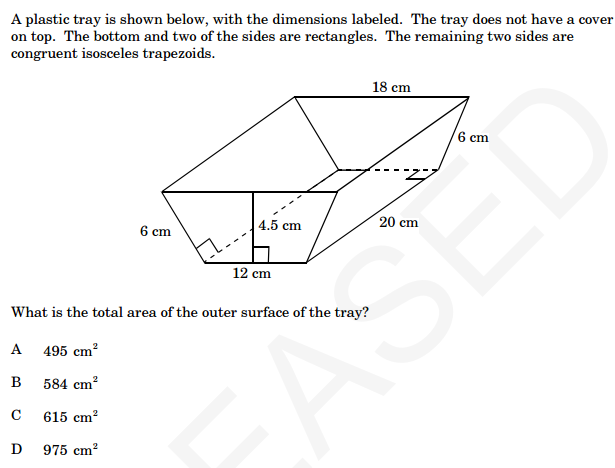 A plastic tray is shown below, with the dimensions labeled. The tray does not have a cover
on top. The bottom and two of the sides are rectangles. The remaining two sides are
congruent isosceles trapezoids.
18 cm
6 cm
6 cm
4.5 cm
20 cm
12 cm
What is the total area of the outer surface of the tray?
A 495 cm²
B 584 cm²
C 615 cm²
D 975 cm²
EASED